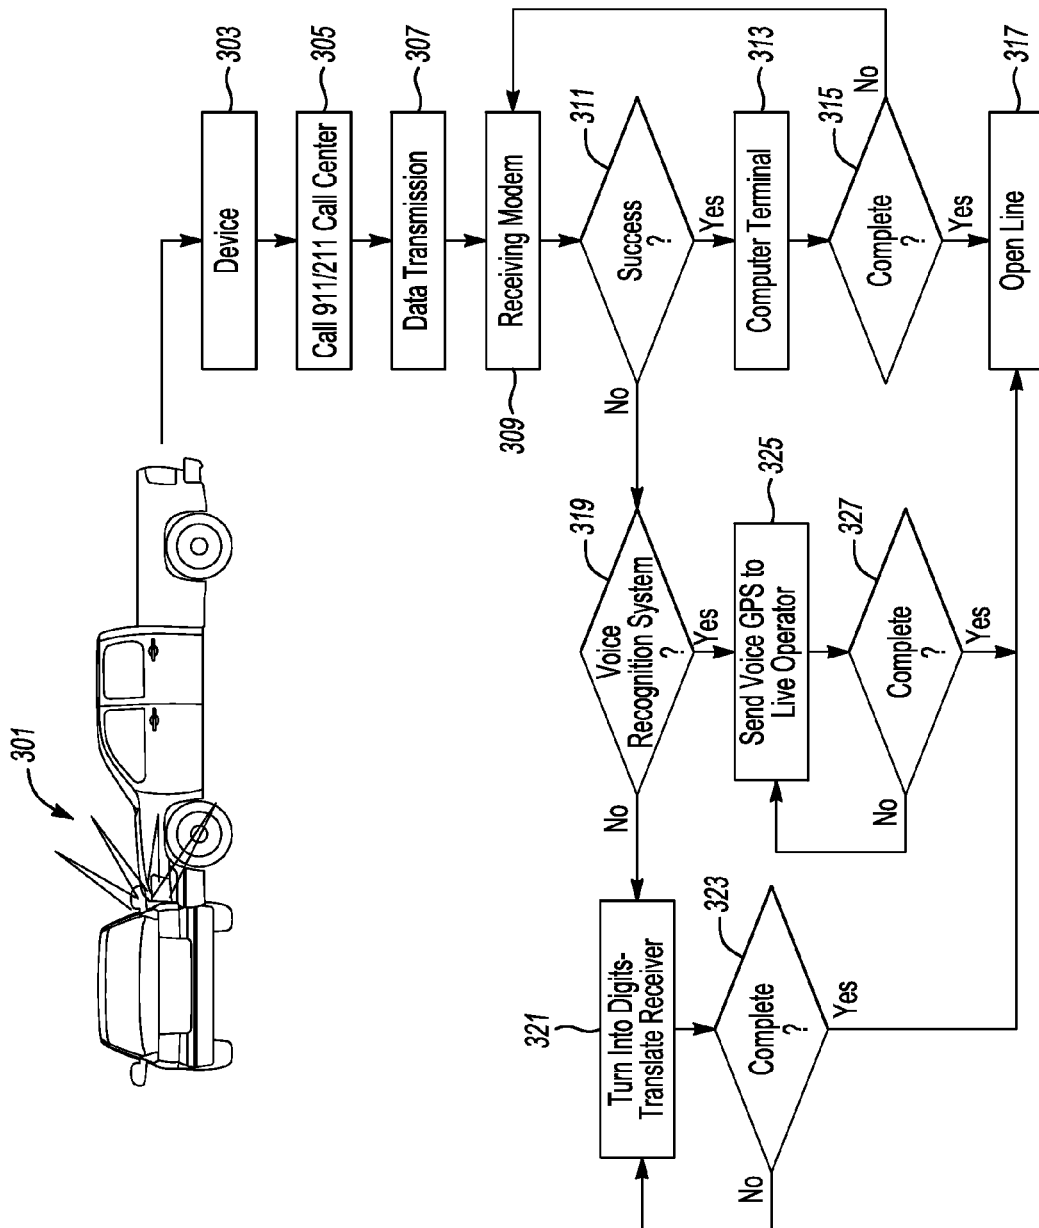 301
Device
303
Call 911/211 Call Center
305
Data Transmission
307
Receiving Modem
309
Success
?
311
Yes
No
Computer Terminal
313
Complete
?
315
No
Yes
Open Line
317
Voice
Recognition System
?
319
Yes
No
Send Voice GPS to
Live Operator
325
Complete
?
327
No
Yes
Turn Into Digits-
Translate Receiver
321
Complete
?
323
No
Yes